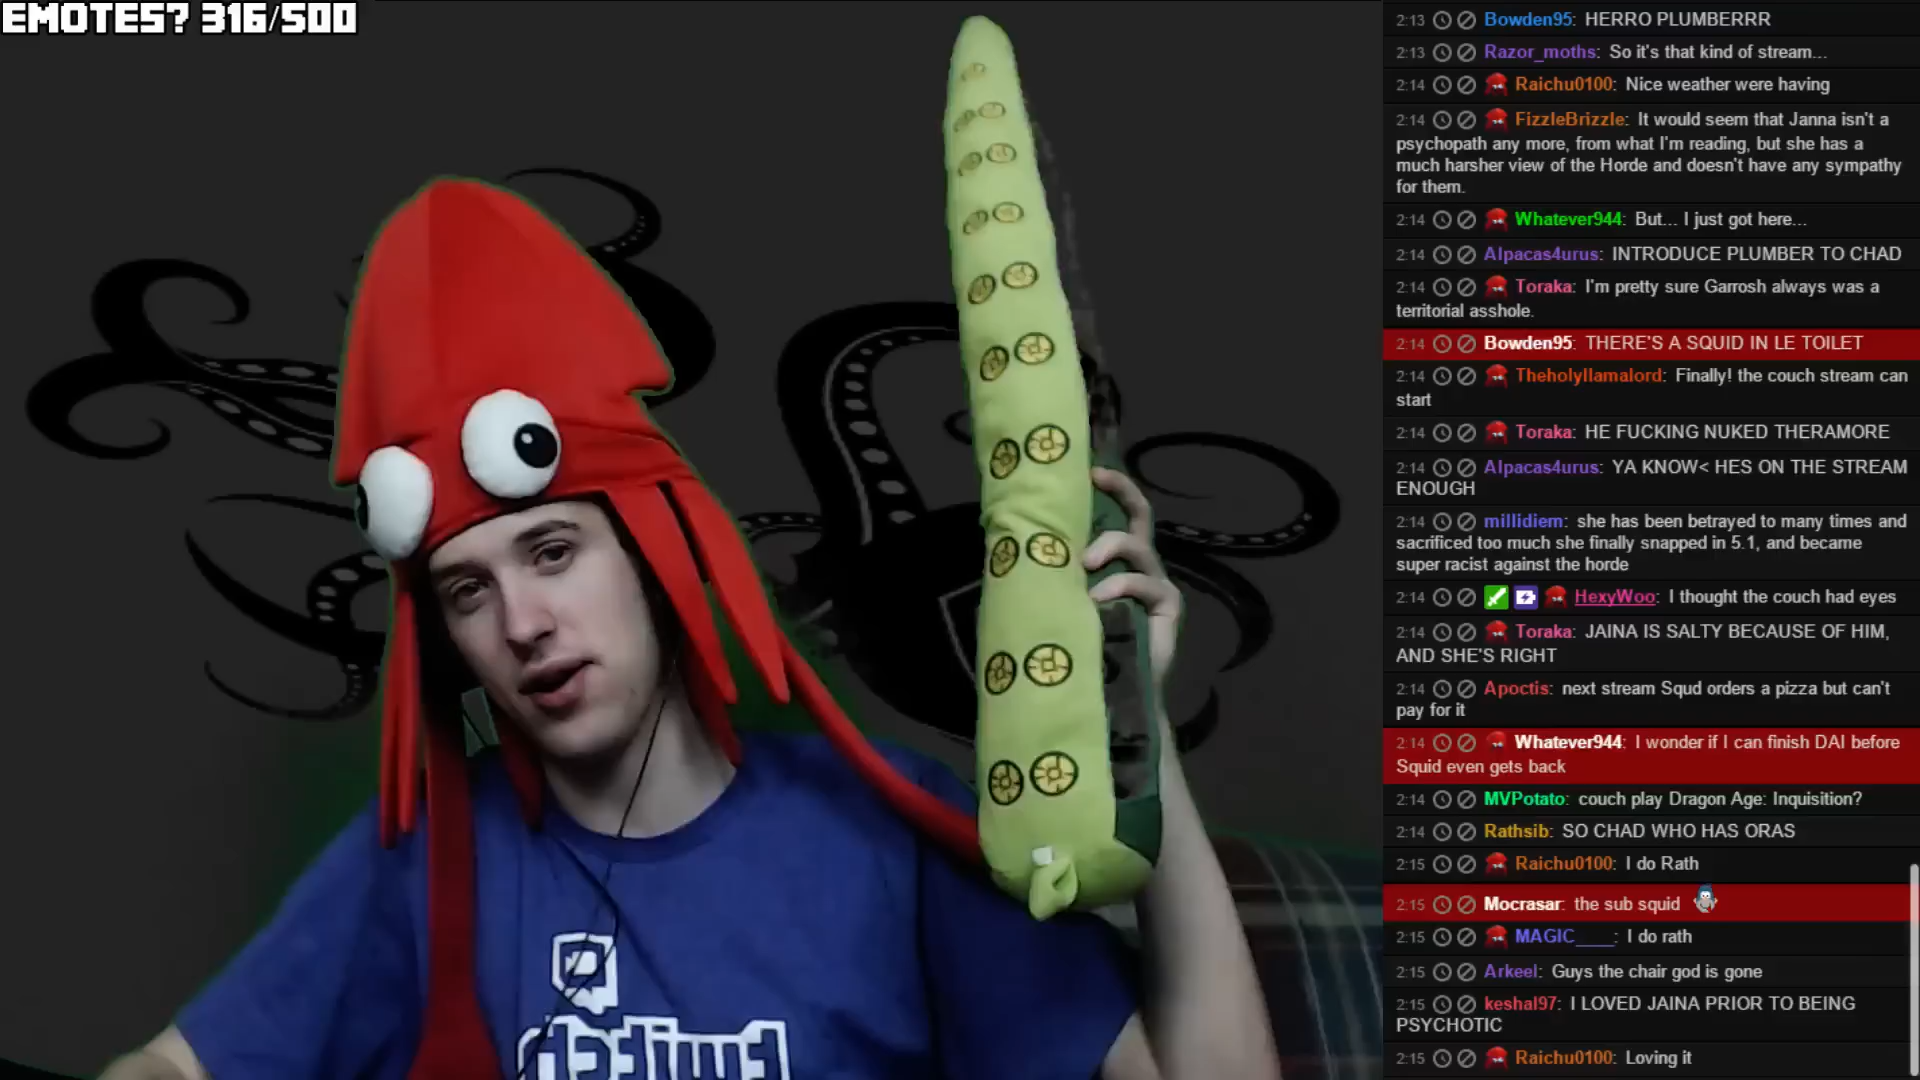 EMOTES? 316/500
2:13 Bowden95: HERRO PLUMBERRR
2:13 Razor_moths: So it's that kind of stream...
2:14 Raichu0100: Nice weather were having
2:14 FizzleBrizzle: It would seem that Janna isn't a
psychopath any more, from what I'm reading, but she has a
much harsher view of the Horde and doesn't have any sympathy
for them.
2:14 Whatever944: But... I just got here...
2:14 Alpacas4urus: INTRODUCE PLUMBER TO CHAD
2:14 Toraka: I'm pretty sure Garrosh always was a
territorial asshole.
2:14 Bowden95: THERE'S A SQUID IN LE TOILET
2:14 Theholyllamalord: Finally! the couch stream can
start
2:14 Toraka: HE FUCKING NUKED THERAMORE
2:14 Alpacas4urus: YA KNOW< HES ON THE STREAM
ENOUGH
2:14 millidiem: she has been betrayed to many times and
sacrificed too much she finally snapped in 5.1, and became
super racist against the horde
2:14 HexyWoo: I thought the couch had eyes
2:14 Toraka: JAINA IS SALTY BECAUSE OF HIM,
AND SHE'S RIGHT
2:14 Apoctis: next stream Squd orders a pizza but can't
pay for it
2:14 Whatever944: I wonder if I can finish DAI before
Squid even gets back
2:14 MVPotato: couch play Dragon Age: Inquisition?
2:14 Rathsib: SO CHAD WHO HAS ORAS
2:15 Raichu0100: I do Rath
2:15 Mocrasar: the sub squid
2:15 MAGIC____: I do rath
2:15 Arkeel: Guys the chair god is gone
2:15 keshal97: I LOVED JAINA PRIOR TO BEING
PSYCHOTIC
2:15 Raichu0100: Loving it